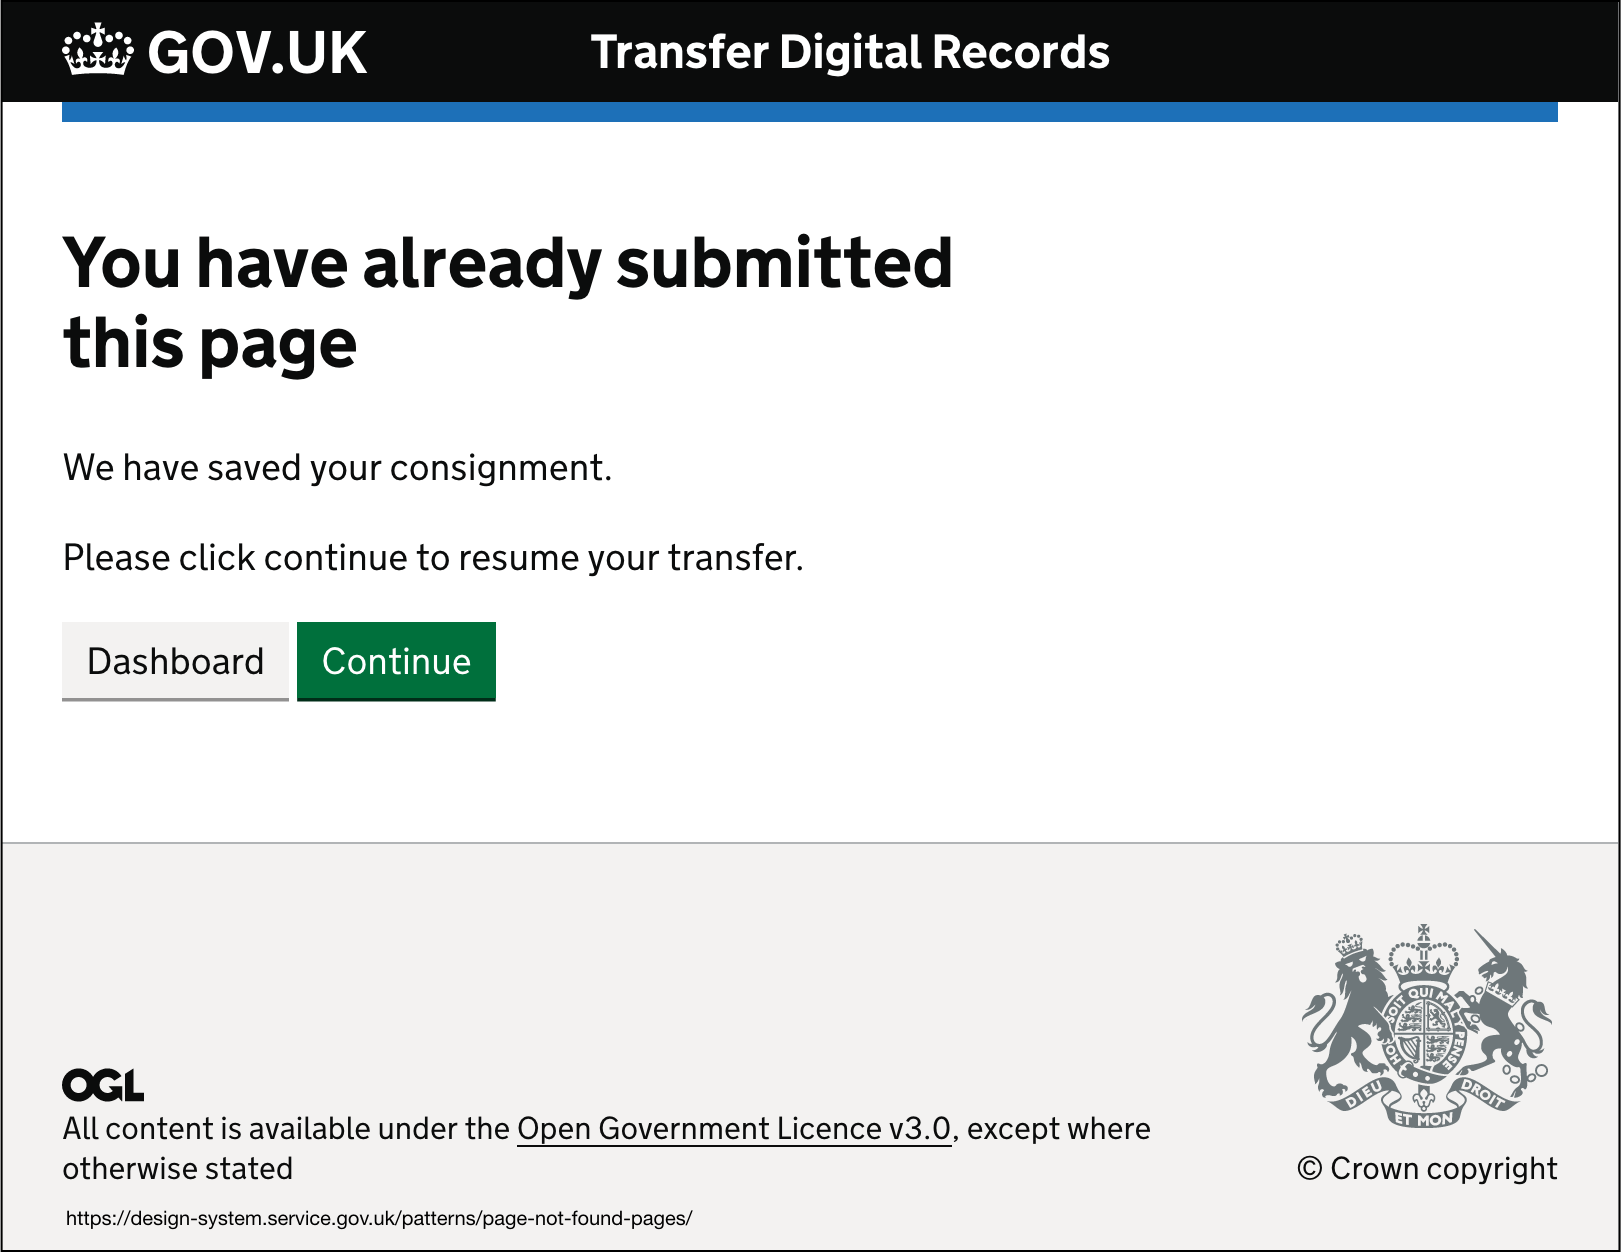 GOV.UK
Transfer Digital Records
You have already submitted
this page
We have saved your consignment.
Please click continue to resume your transfer.
Dashboard
Continue
SOIT QUI MAL Y PENSE
HON
DIEU
ET MON
DROIT
OGL
All content is available under the Open Government Licence v3.0, except where
otherwise stated
© Crown copyright
https://design-system.service.gov.uk/patterns/page-not-found-pages/